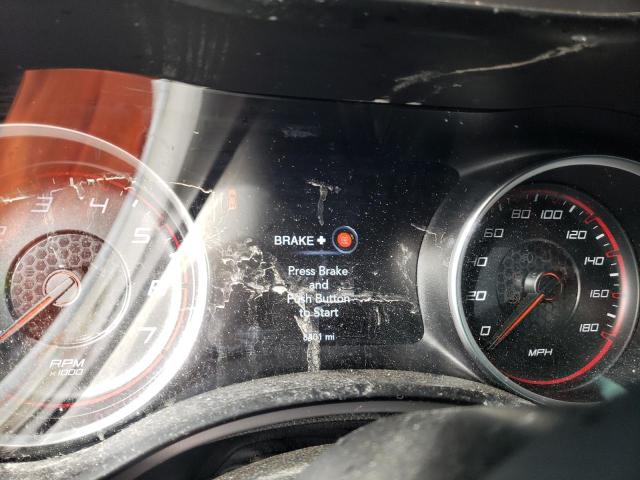 3
4
5
6
7
RPM
x1000
BRAKE +
Press Brake
and
Push Button
to Start
mi
0
20
40
60
80
100
120
140
160
180
MPH